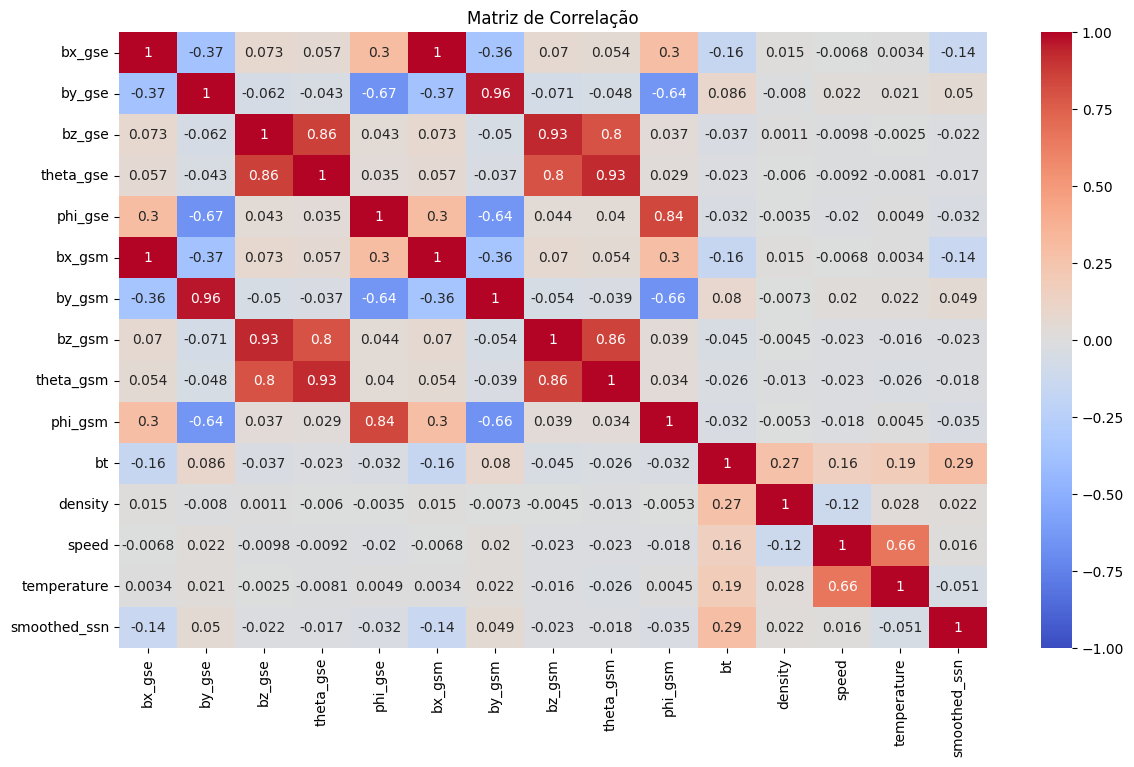 Matriz de Correlação
bx_gse 1 -0.37 0.073 0.057 0.3 1 -0.36 0.07 0.054 0.3 -0.16 0.015 -0.0068 0.0034 -0.14
by_gse -0.37 1 -0.062 -0.043 -0.67 -0.37 0.96 -0.071 -0.048 -0.64 0.086 -0.008 0.022 0.021 0.05
bz_gse 0.073 -0.062 1 0.86 0.043 0.073 -0.05 0.93 0.8 0.037 -0.037 0.0011 -0.0098 -0.0025 -0.022
theta_gse 0.057 -0.043 0.86 1 0.035 0.057 -0.037 0.8 0.93 0.029 -0.023 -0.006 -0.0092 -0.0081 -0.017
phi_gse 0.3 -0.67 0.043 0.035 1 0.3 -0.64 0.044 0.04 0.84 -0.032 -0.0035 -0.02 0.0049 -0.032
bx_gsm 1 -0.37 0.073 0.057 0.3 1 -0.36 0.07 0.054 0.3 -0.16 0.015 -0.0068 0.0034 -0.14
by_gsm -0.36 0.96 -0.05 -0.037 -0.64 -0.36 1 -0.054 -0.039 -0.66 0.08 -0.0073 0.02 0.022 0.049
bz_gsm 0.07 -0.071 0.93 0.8 0.044 0.07 -0.054 1 0.86 0.039 -0.045 -0.0045 -0.023 -0.016 -0.023
theta_gsm 0.054 -0.048 0.8 0.93 0.04 0.054 -0.039 0.86 1 0.034 -0.026 -0.013 -0.023 -0.026 -0.018
phi_gsm 0.3 -0.64 0.037 0.029 0.84 0.3 -0.66 0.039 0.034 1 -0.032 -0.0053 -0.018 0.0045 -0.035
bt -0.16 0.086 -0.037 -0.023 -0.032 -0.16 0.08 -0.045 -0.026 -0.032 1 0.27 0.16 0.19 0.29
density 0.015 -0.008 0.0011 -0.006 -0.0035 0.015 -0.0073 -0.0045 -0.013 -0.0053 0.27 1 -0.12 0.028 0.022
speed -0.0068 0.022 -0.0098 -0.0092 -0.02 -0.0068 0.02 -0.023 -0.023 -0.018 0.16 -0.12 1 0.66 0.016
temperature 0.0034 0.021 -0.0025 -0.0081 0.0049 0.0034 0.022 -0.016 -0.026 0.0045 0.19 0.028 0.66 1 -0.051
smoothed_ssn -0.14 0.05 -0.022 -0.017 -0.032 -0.14 0.049 -0.023 -0.018 -0.035 0.29 0.022 0.016 -0.051 1
bx_gse by_gse bz_gse theta_gse phi_gse bx_gsm by_gsm bz_gsm theta_gsm phi_gsm bt density speed temperature smoothed_ssn
1.00
0.75
0.50
0.25
0.00
-0.25
-0.50
-0.75
-1.00